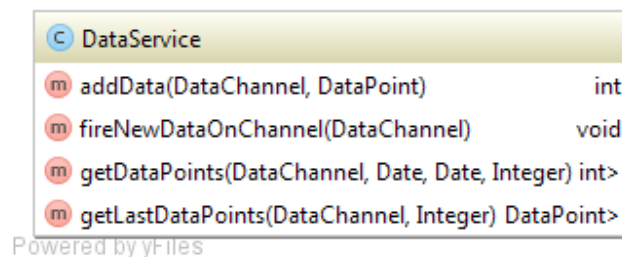 C DataService
m addData(DataChannel, DataPoint) int
m fireNewDataOnChannel(DataChannel) void
m getDataPoints(DataChannel, Date, Date, Integer) int>
m getLastDataPoints(DataChannel, Integer) DataPoint>
Powered by yFiles